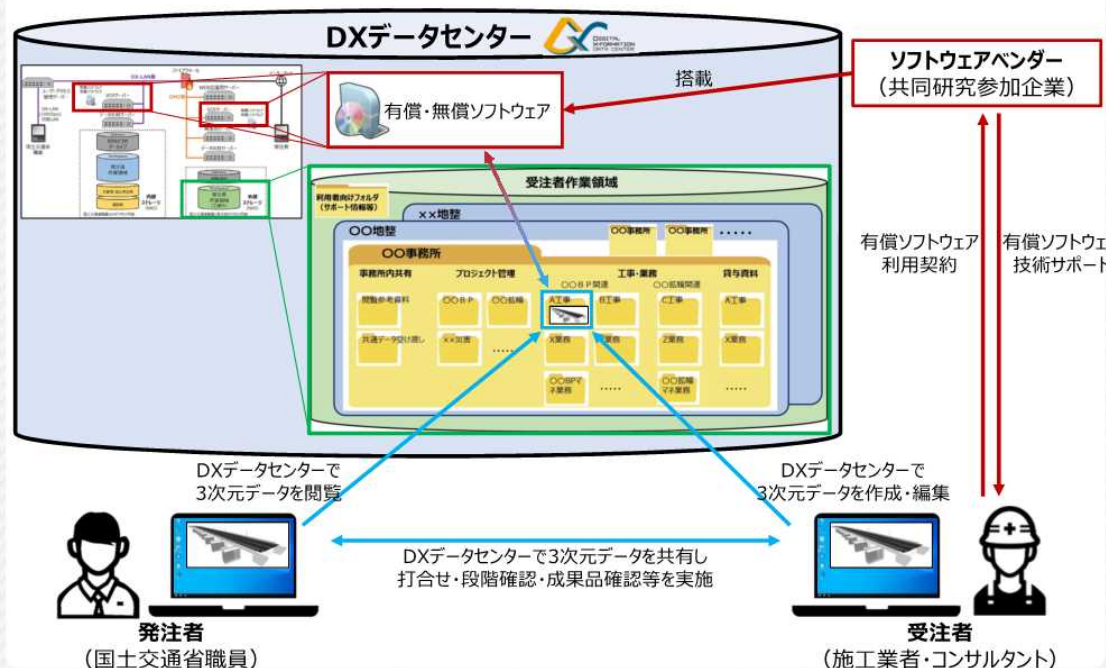 DXデータセンター
DIGITAL
X-FORMATION
DATA CENTER
ソフトウェアベンダー
(共同研究参加企業)
搭載
有償・無償ソフトウェア
受注者作業領域
利用者向けフォルダ
(サポート情報等)
××地整
〇〇地整
〇〇事務所
〇〇事務所
・・・・・
〇〇事務所
事務所内共有
プロジェクト管理
工事・業務
貸与資料
〇〇BP関連
〇〇拡幅関連
閲覧参考資料
〇〇BP
〇〇拡幅
A工事
B工事
C工事
A工事
共通データ受け渡し
××災害
・・・・・
X業務
業務
Z業務
X業務
〇〇BPマ
ネ業務
・・・・・
〇〇拡幅
マネ業務
・・・・・
有償ソフトウェア
利用契約
有償ソフトウェ
技術サポート
DXデータセンターで
3次元データを閲覧
DXデータセンターで
3次元データを作成・編集
DXデータセンターで3次元データを共有し
打合せ・段階確認・成果品確認等を実施
発注者
(国土交通省職員)
受注者
(施工業者・コンサルタント)